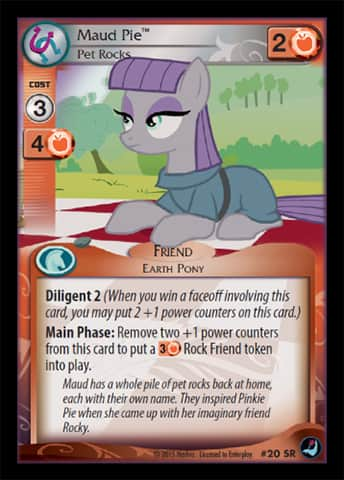 Maud Pie™
Pet Rocks
2
COST
3
4
FRIEND
EARTH PONY
Diligent 2 (When you win a faceoff involving this
card, you may put 2 +1 power counters on this card.)
Main Phase: Remove two +1 power counters
from this card to put a 3 Rock Friend token
into play.
Maud has a whole pile of pet rocks back at home,
each with their own name. They inspired Pinkie
Pie when she came up with her imaginary friend
Rocky.
© 2015 Hasbro. Licensed to Enterplay. #20 SR